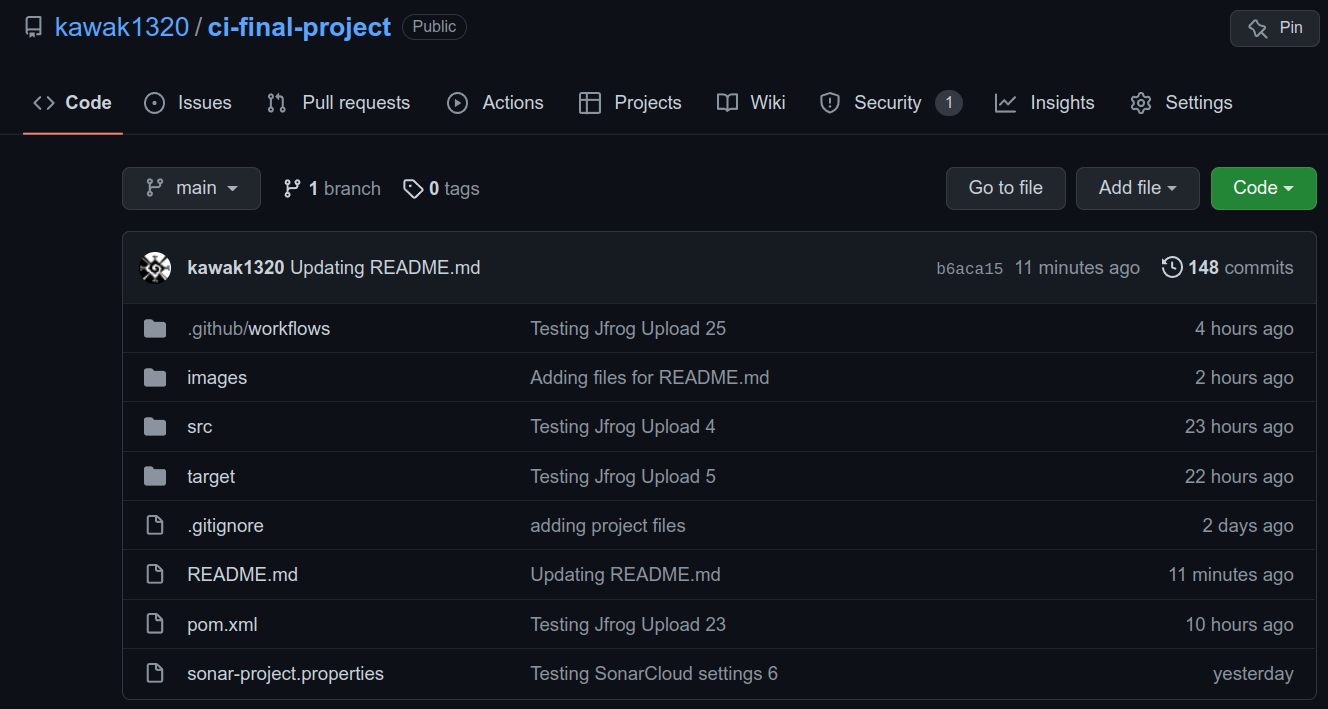 kawak1320 / ci-final-project Public Pin
Code Issues Pull requests Actions Projects Wiki Security 1 Insights Settings
main 1 branch 0 tags Go to file Add file Code
kawak1320 Updating README.md b6aca15 11 minutes ago 148 commits
.github/workflows Testing Jfrog Upload 25 4 hours ago
images Adding files for README.md 2 hours ago
src Testing Jfrog Upload 4 23 hours ago
target Testing Jfrog Upload 5 22 hours ago
.gitignore adding project files 2 days ago
README.md Updating README.md 11 minutes ago
pom.xml Testing Jfrog Upload 23 10 hours ago
sonar-project.properties Testing SonarCloud settings 6 yesterday